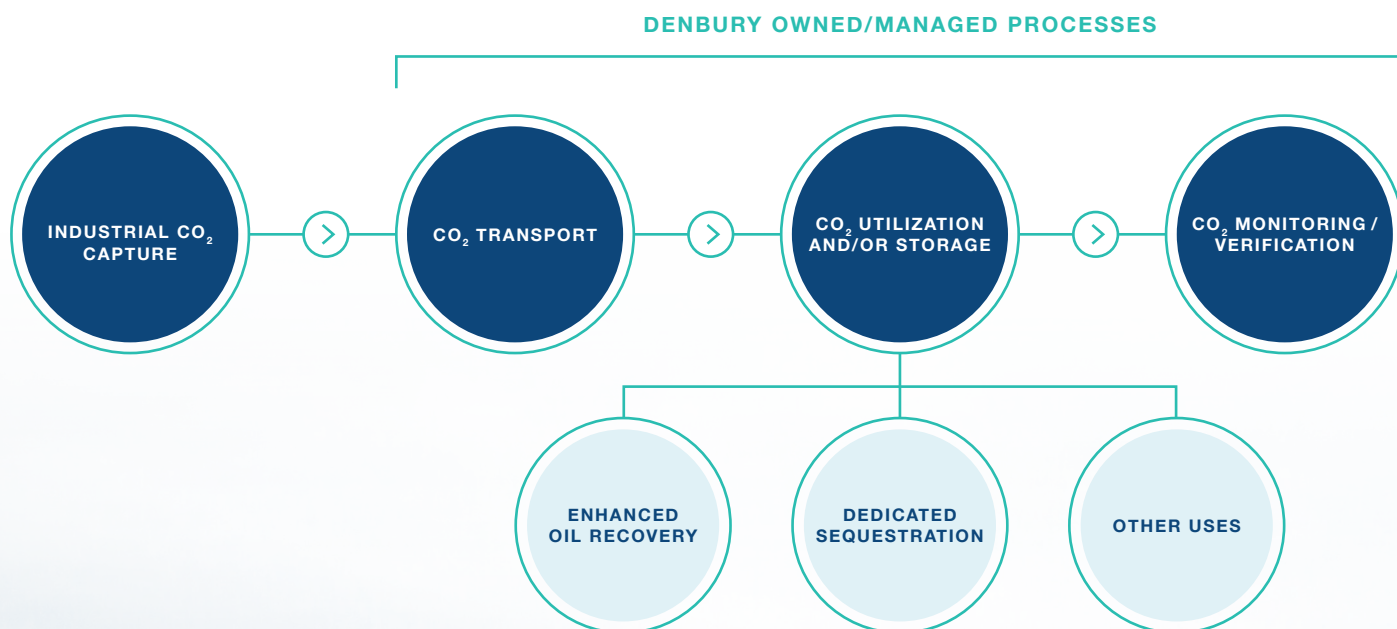 DENBURY OWNED/MANAGED PROCESSES
INDUSTRIAL CO₂
CAPTURE
CO₂ TRANSPORT
CO₂ UTILIZATION
AND/OR STORAGE
CO₂ MONITORING /
VERIFICATION
ENHANCED
OIL RECOVERY
DEDICATED
SEQUESTRATION
OTHER USES